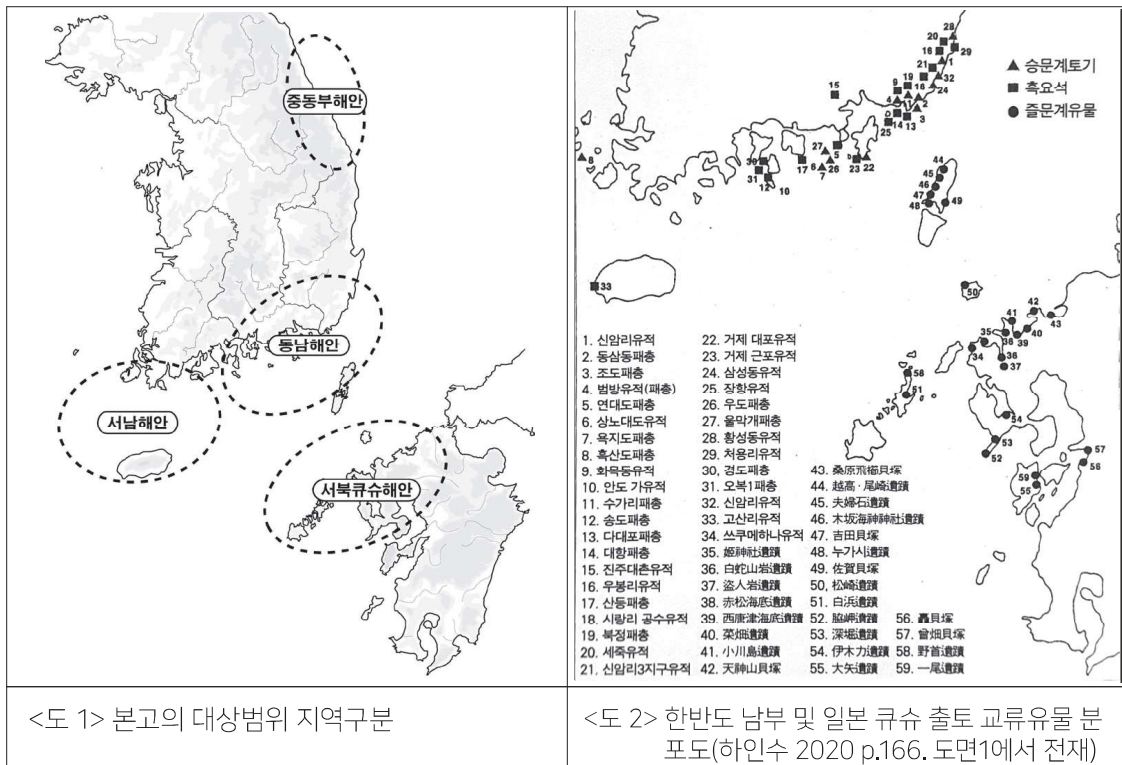 중동부해안
동남해안
서남해안
서북큐슈해안
<도 1> 본고의 대상범위 지역구분
▲ 승문계토기
■ 흑요석
● 즐문계유물
1. 신암리유적
2. 동삼동패총
3. 조도패총
4. 범방유적(패총)
5. 연대도패총
6. 상노대도유적
7. 욕지도패총
8. 흑산도패총
9. 화목동유적
10. 안도 가유적
11. 수가리패총
12. 송도패총
13. 다대포패총
14. 대항패총
15. 진주대촌유적
16. 우봉리유적
17. 산등패총
18. 시랑리 공수유적
19. 북정패총
20. 세죽유적
21. 신암리3지구유적
22. 거제 대포유적
23. 거제 근포유적
24. 삼성동유적
25. 장항유적
26. 우도패총
27. 울막개패총
28. 황성동유적
29. 처용리유적
30. 경도패총
31. 오복1패총
32. 신암리유적
33. 고산리유적
34. 쓰쿠메하나유적
35. 姬神社遺蹟
36. 白蛇山岩遺蹟
37. 盜人岩遺蹟
38. 赤松海底遺蹟
39. 西唐津海底遺蹟
40. 菜畑遺蹟
41. 小川島遺蹟
42. 天神山貝塚
43. 桑原飛櫛貝塚
44. 越高·尾崎遺蹟
45. 夫婦石遺蹟
46. 木坂海神神社遺蹟
47. 吉田貝塚
48. 누가시遺蹟
49. 佐賀貝塚
50, 松崎遺蹟
51. 白浜遺蹟
52. 脇岬遺蹟
53. 深堀遺蹟
54. 伊木力遺蹟
55. 大矢遺蹟
56. 轟貝塚
57. 曾畑貝塚
58. 野首遺蹟
59. 一尾遺蹟
<도 2> 한반도 남부 및 일본 큐슈 출토 교류유물 분
포도(하인수 2020 p.166. 도면1에서 전재)